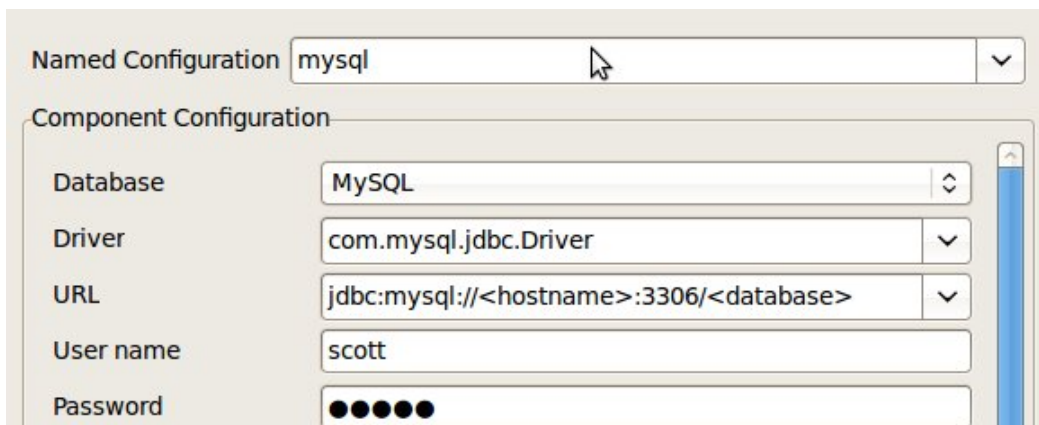 Named Configuration mysql
Component Configuration
Database MySQL
Driver com.mysql.jdbc.Driver
URL jdbc:mysql://<hostname>:3306/<database>
User name scott
Password ●●●●●